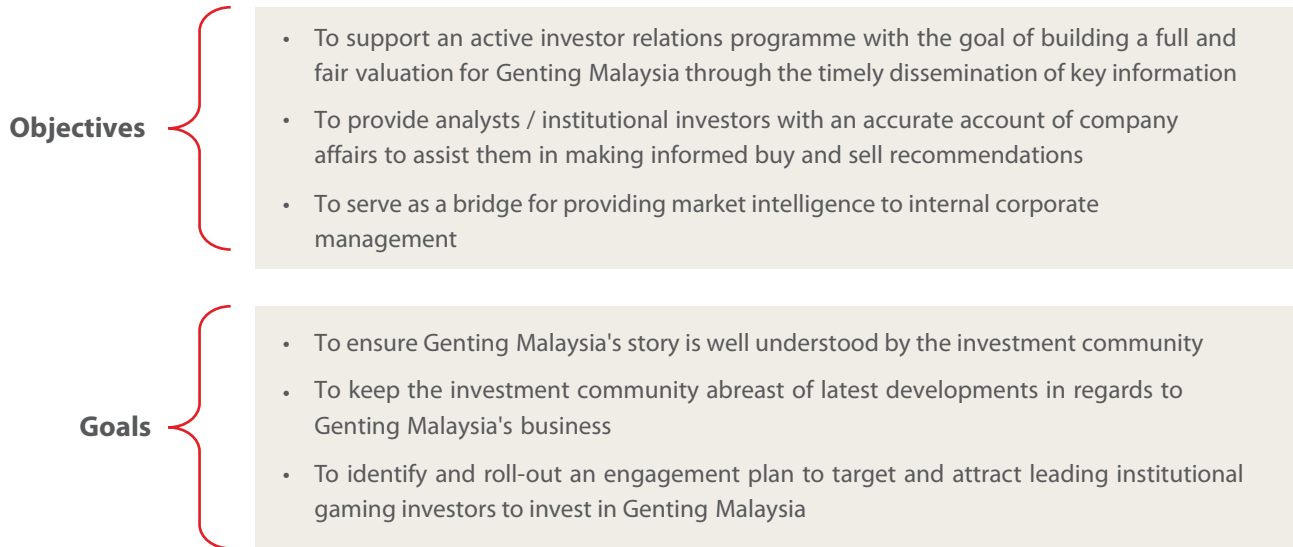 Objectives
• To support an active investor relations programme with the goal of building a full and
fair valuation for Genting Malaysia through the timely dissemination of key information
• To provide analysts / institutional investors with an accurate account of company
affairs to assist them in making informed buy and sell recommendations
• To serve as a bridge for providing market intelligence to internal corporate
management
Goals
• To ensure Genting Malaysia's story is well understood by the investment community
• To keep the investment community abreast of latest developments in regards to
Genting Malaysia's business
• To identify and roll-out an engagement plan to target and attract leading institutional
gaming investors to invest in Genting Malaysia